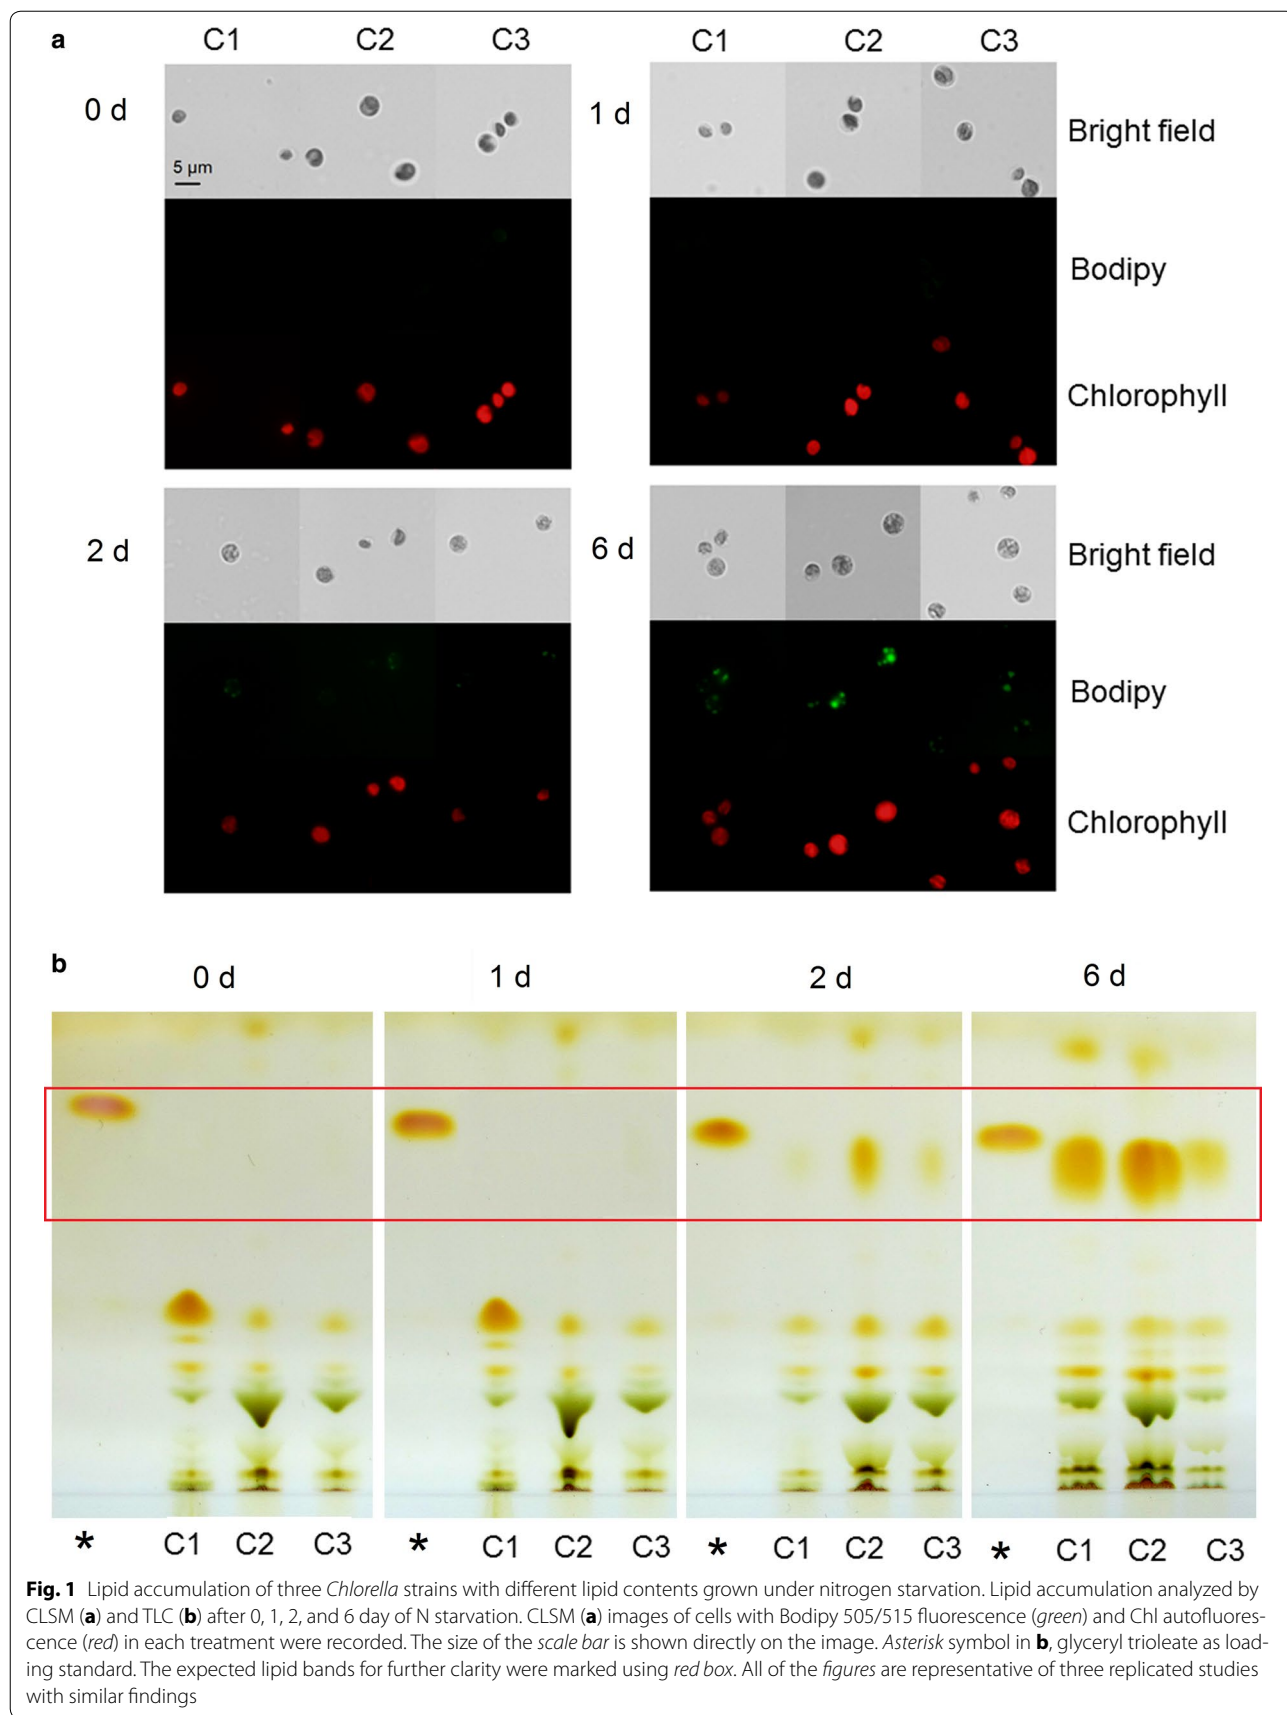 a
C1 C2 C3 C1 C2 C3
0 d 1 d Bright field
5 µm
Bodipy
Chlorophyll
2 d 6 d Bright field
Bodipy
Chlorophyll
b
0 d 1 d 2 d 6 d
* C1 C2 C3 * C1 C2 C3 * C1 C2 C3 * C1 C2 C3
Fig. 1 Lipid accumulation of three Chlorella strains with different lipid contents grown under nitrogen starvation. Lipid accumulation analyzed by
CLSM (a) and TLC (b) after 0, 1, 2, and 6 day of N starvation. CLSM (a) images of cells with Bodipy 505/515 fluorescence (green) and Chl autofluores-
cence (red) in each treatment were recorded. The size of the scale bar is shown directly on the image. Asterisk symbol in b, glyceryl trioleate as load-
ing standard. The expected lipid bands for further clarity were marked using red box. All of the figures are representative of three replicated studies
with similar findings